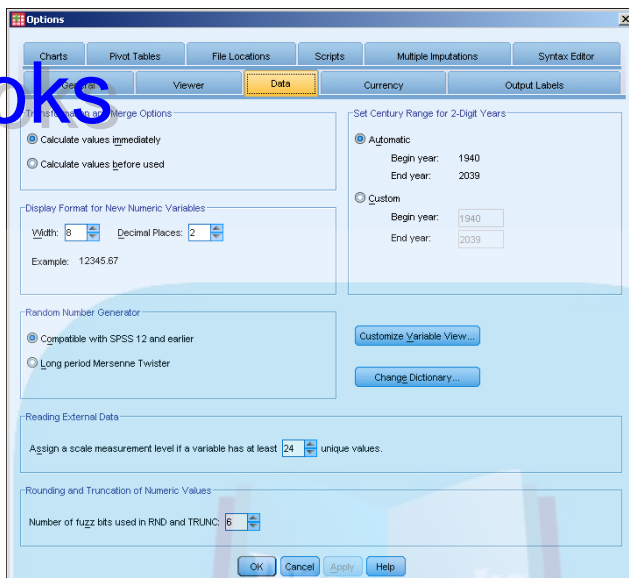 Options
Charts Pivot Tables File Locations Scripts Multiple Imputations Syntax Editor
General Viewer Data Currency Output Labels
oks
Transformation and Merge Options
Calculate values immediately
Calculate values before used
Set Century Range for 2-Digit Years
Automatic
Begin year: 1940
End year: 2039
Custom
Begin year: 1940
End year: 2039
Display Format for New Numeric Variables
Width: 8 Decimal Places: 2
Example: 12345.67
Random Number Generator
Compatible with SPSS 12 and earlier
Long period Mersenne Twister
Customize Variable View...
Change Dictionary...
Reading External Data
Assign a scale measurement level if a variable has at least 24 unique values.
Rounding and Truncation of Numeric Values
Number of fuzz bits used in RND and TRUNC: 6
OK Cancel Apply Help